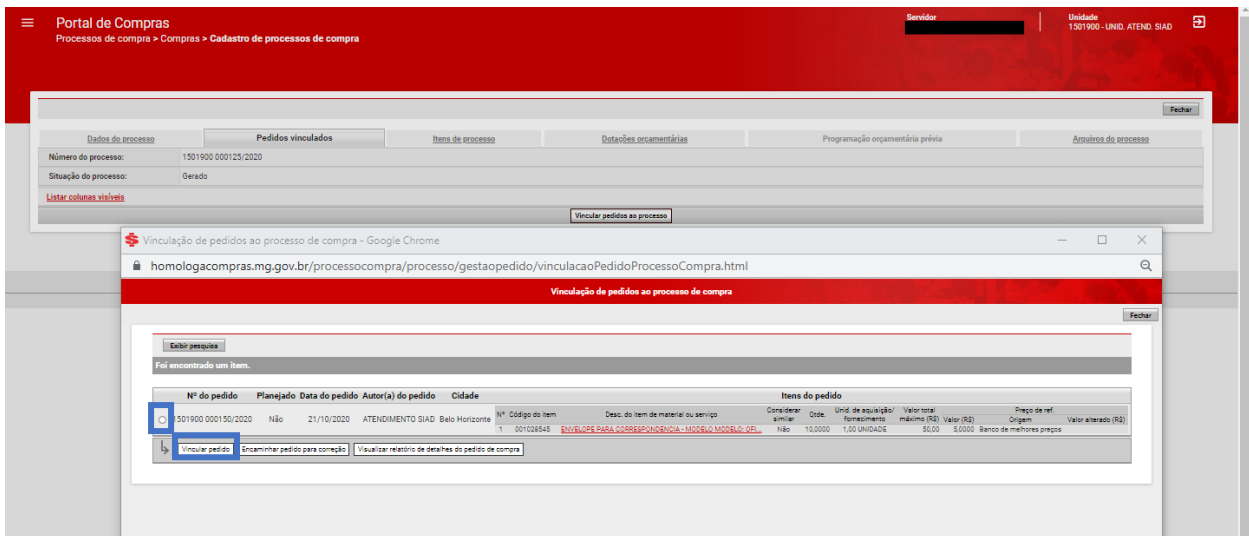 Portal de Compras
Processos de compra > Compras > Cadastro de processos de compra
Servidor
Unidade
1501900 - UNID. ATEND. SIAD
Fechar
Dados do processo Pedidos vinculados Itens de processo Dotações orçamentárias Programação orçamentária prévia Arquivos do processo
Número do processo: 1501900 000125/2020
Situação do processo: Gerado
Listar colunas visíveis
Vincular pedidos ao processo
Vinculação de pedidos ao processo de compra - Google Chrome
homologacompras.mg.gov.br/processocompra/processo/gestaopedido/vinculacaoPedidoProcessoCompra.html
Vinculação de pedidos ao processo de compra
Fechar
Exibir pesquisa
Foi encontrado um item.
Nº do pedido Planejado Data do pedido Autor(a) do pedido Cidade Itens do pedido
Nº Código do item Desc. do item de material ou serviço Considerar similar Qtde. Unid. de aquisição/ fornecimento Valor total máximo (R$) Preço de ref. Valor (R$) Origem Valor alterado (R$)
1501900 000150/2020 Não 21/10/2020 ATENDIMENTO SIAD Belo Horizonte
1 001028545 ENVELOPE PARA CORRESPONDENCIA - MODELO MODELO: OFI... Não 10,0000 1,00 UNIDADE 50,00 5,0000 Banco de melhores preços
Vincular pedido Encaminhar pedido para correção Visualizar relatório de detalhes do pedido de compra